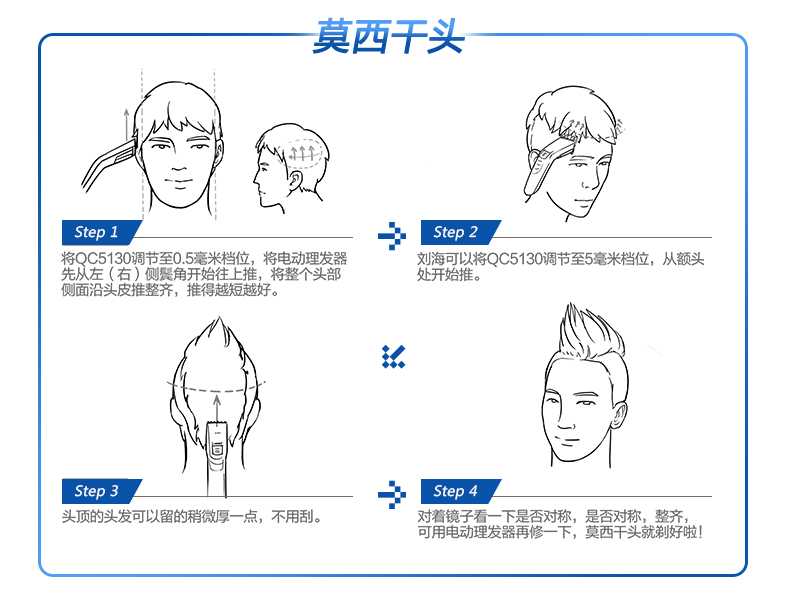 莫西干头
Step 1
将QC5130调节至0.5毫米档位，将电动理发器
先从左（右）侧鬓角开始往上推，将整个头部
侧面沿头皮推整齐，推得越短越好。
Step 2
刘海可以将QC5130调节至5毫米档位，从额头
处开始推。
Step 3
头顶的头发可以留的稍微厚一点，不用刮。
Step 4
对着镜子看一下是否对称，是否对称，整齐，
可用电动理发器再修一下，莫西干头就剃好啦！